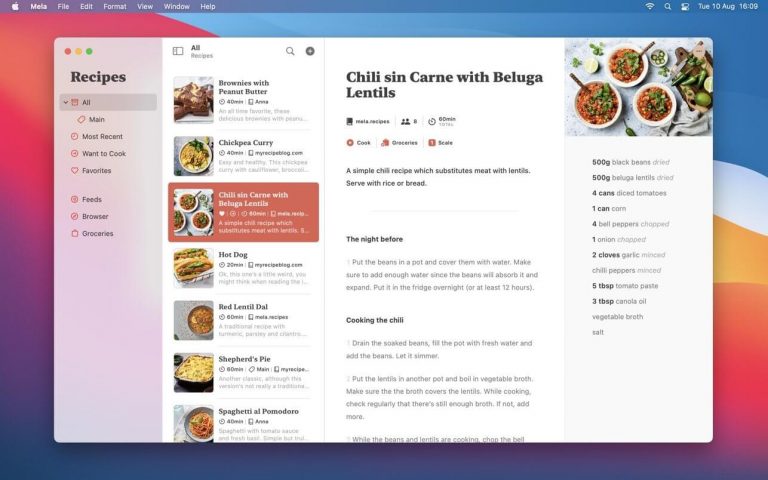 Mela File Edit Format View Window Help Tue 10 Aug 16:09
Recipes
All
Main
Most Recent
Want to Cook
Favorites
Feeds
Browser
Groceries
All
Recipes
Brownies with
Peanut Butter
40min Anna
An all time favorite, these
delicious brownies with peanu...
Chickpea Curry
40min myrecipeblog.com
Easy and healthy. This chickpea
curry with cauliflower, broccoli...
Chili sin Carne with
Beluga Lentils
60min mela.recip...
A simple chili recipe which
substitutes meat with lentils. S...
Hot Dog
20min myrecipeblog.com
Ok, this one's a little weird, you
might think when reading the i...
Red Lentil Dal
60min mela.recipes
A traditional recipe with
turmeric, parsley and cilantro...
Shepherd's Pie
60min Main myrecipe...
Another classic, although this
version's not really a traditiona...
Spaghetti al Pomodoro
40min Anna
Spaghetti with tomato sauce
and fresh basil. Simple but trul...
Chili sin Carne with Beluga
Lentils
mela.recipes 8 60min
TOTAL
Cook Groceries Scale
A simple chili recipe which substitutes meat with lentils.
Serve with rice or bread.
The night before
1 Put the beans in a pot and cover them with water. Make
sure to add enough water since the beans will absorb it and
expand. Put it in the fridge overnight (or at least 12 hours).
Cooking the chili
1 Drain the soaked beans, fill the pot with fresh water and
add the beans. Let it simmer.
2 Put the lentils in another pot and boil in vegetable broth.
Make sure the the broth covers the lentils. While cooking,
check regularly that there's still enough broth. If not, add
more.
3 While the beans and lentils are cooking, chop the bell
500g black beans dried
500g beluga lentils dried
4 cans diced tomatoes
1 can corn
4 bell peppers chopped
1 onion chopped
2 cloves garlic minced
chilli peppers minced
5 tbsp tomato paste
3 tbsp canola oil
vegetable broth
salt